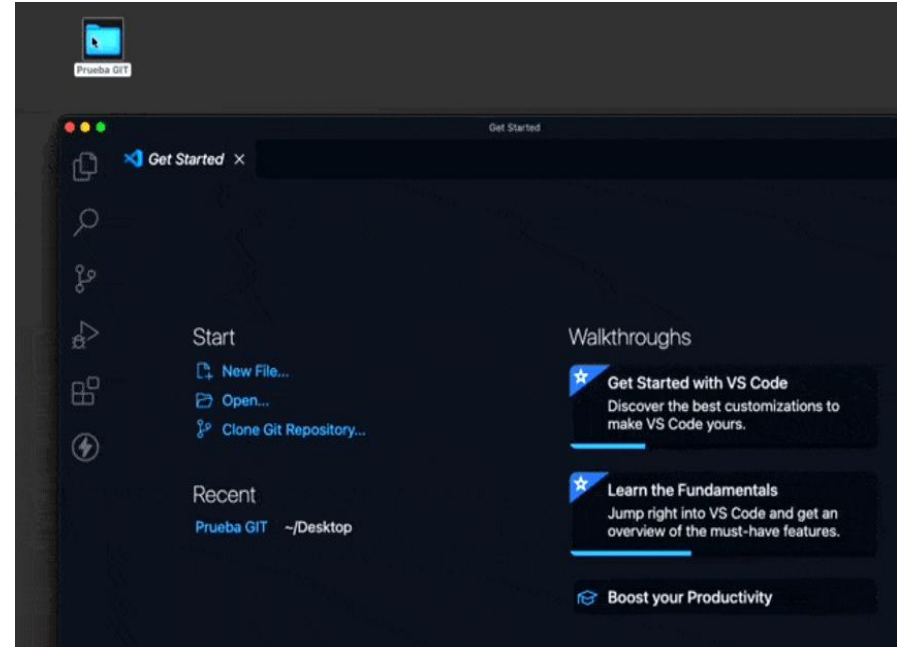 Prueba GIT
Get Started
Get Started
Start
New File...
Open...
Clone Git Repository...
Recent
Prueba GIT ~/Desktop
Walkthroughs
Get Started with VS Code
Discover the best customizations to
make VS Code yours.
Learn the Fundamentals
Jump right into VS Code and get an
overview of the must-have features.
Boost your Productivity